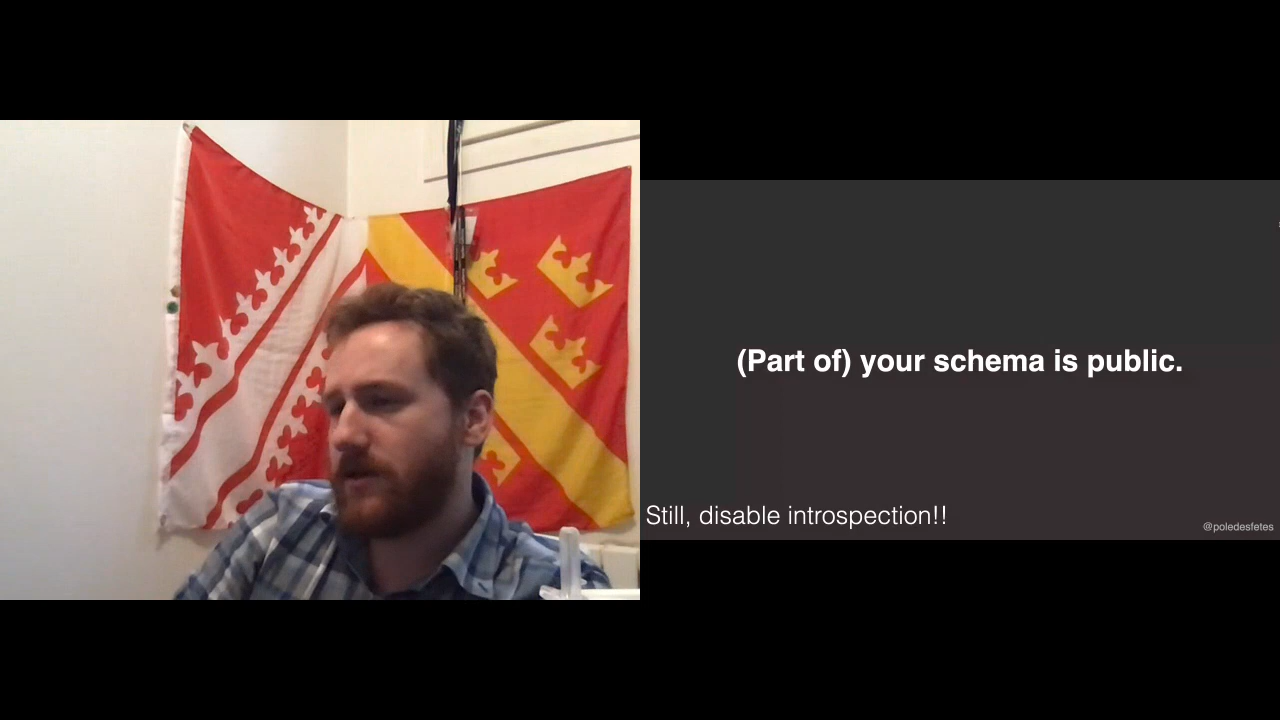 (Part of) your schema is public.
Still, disable introspection!!
@poledesfetes